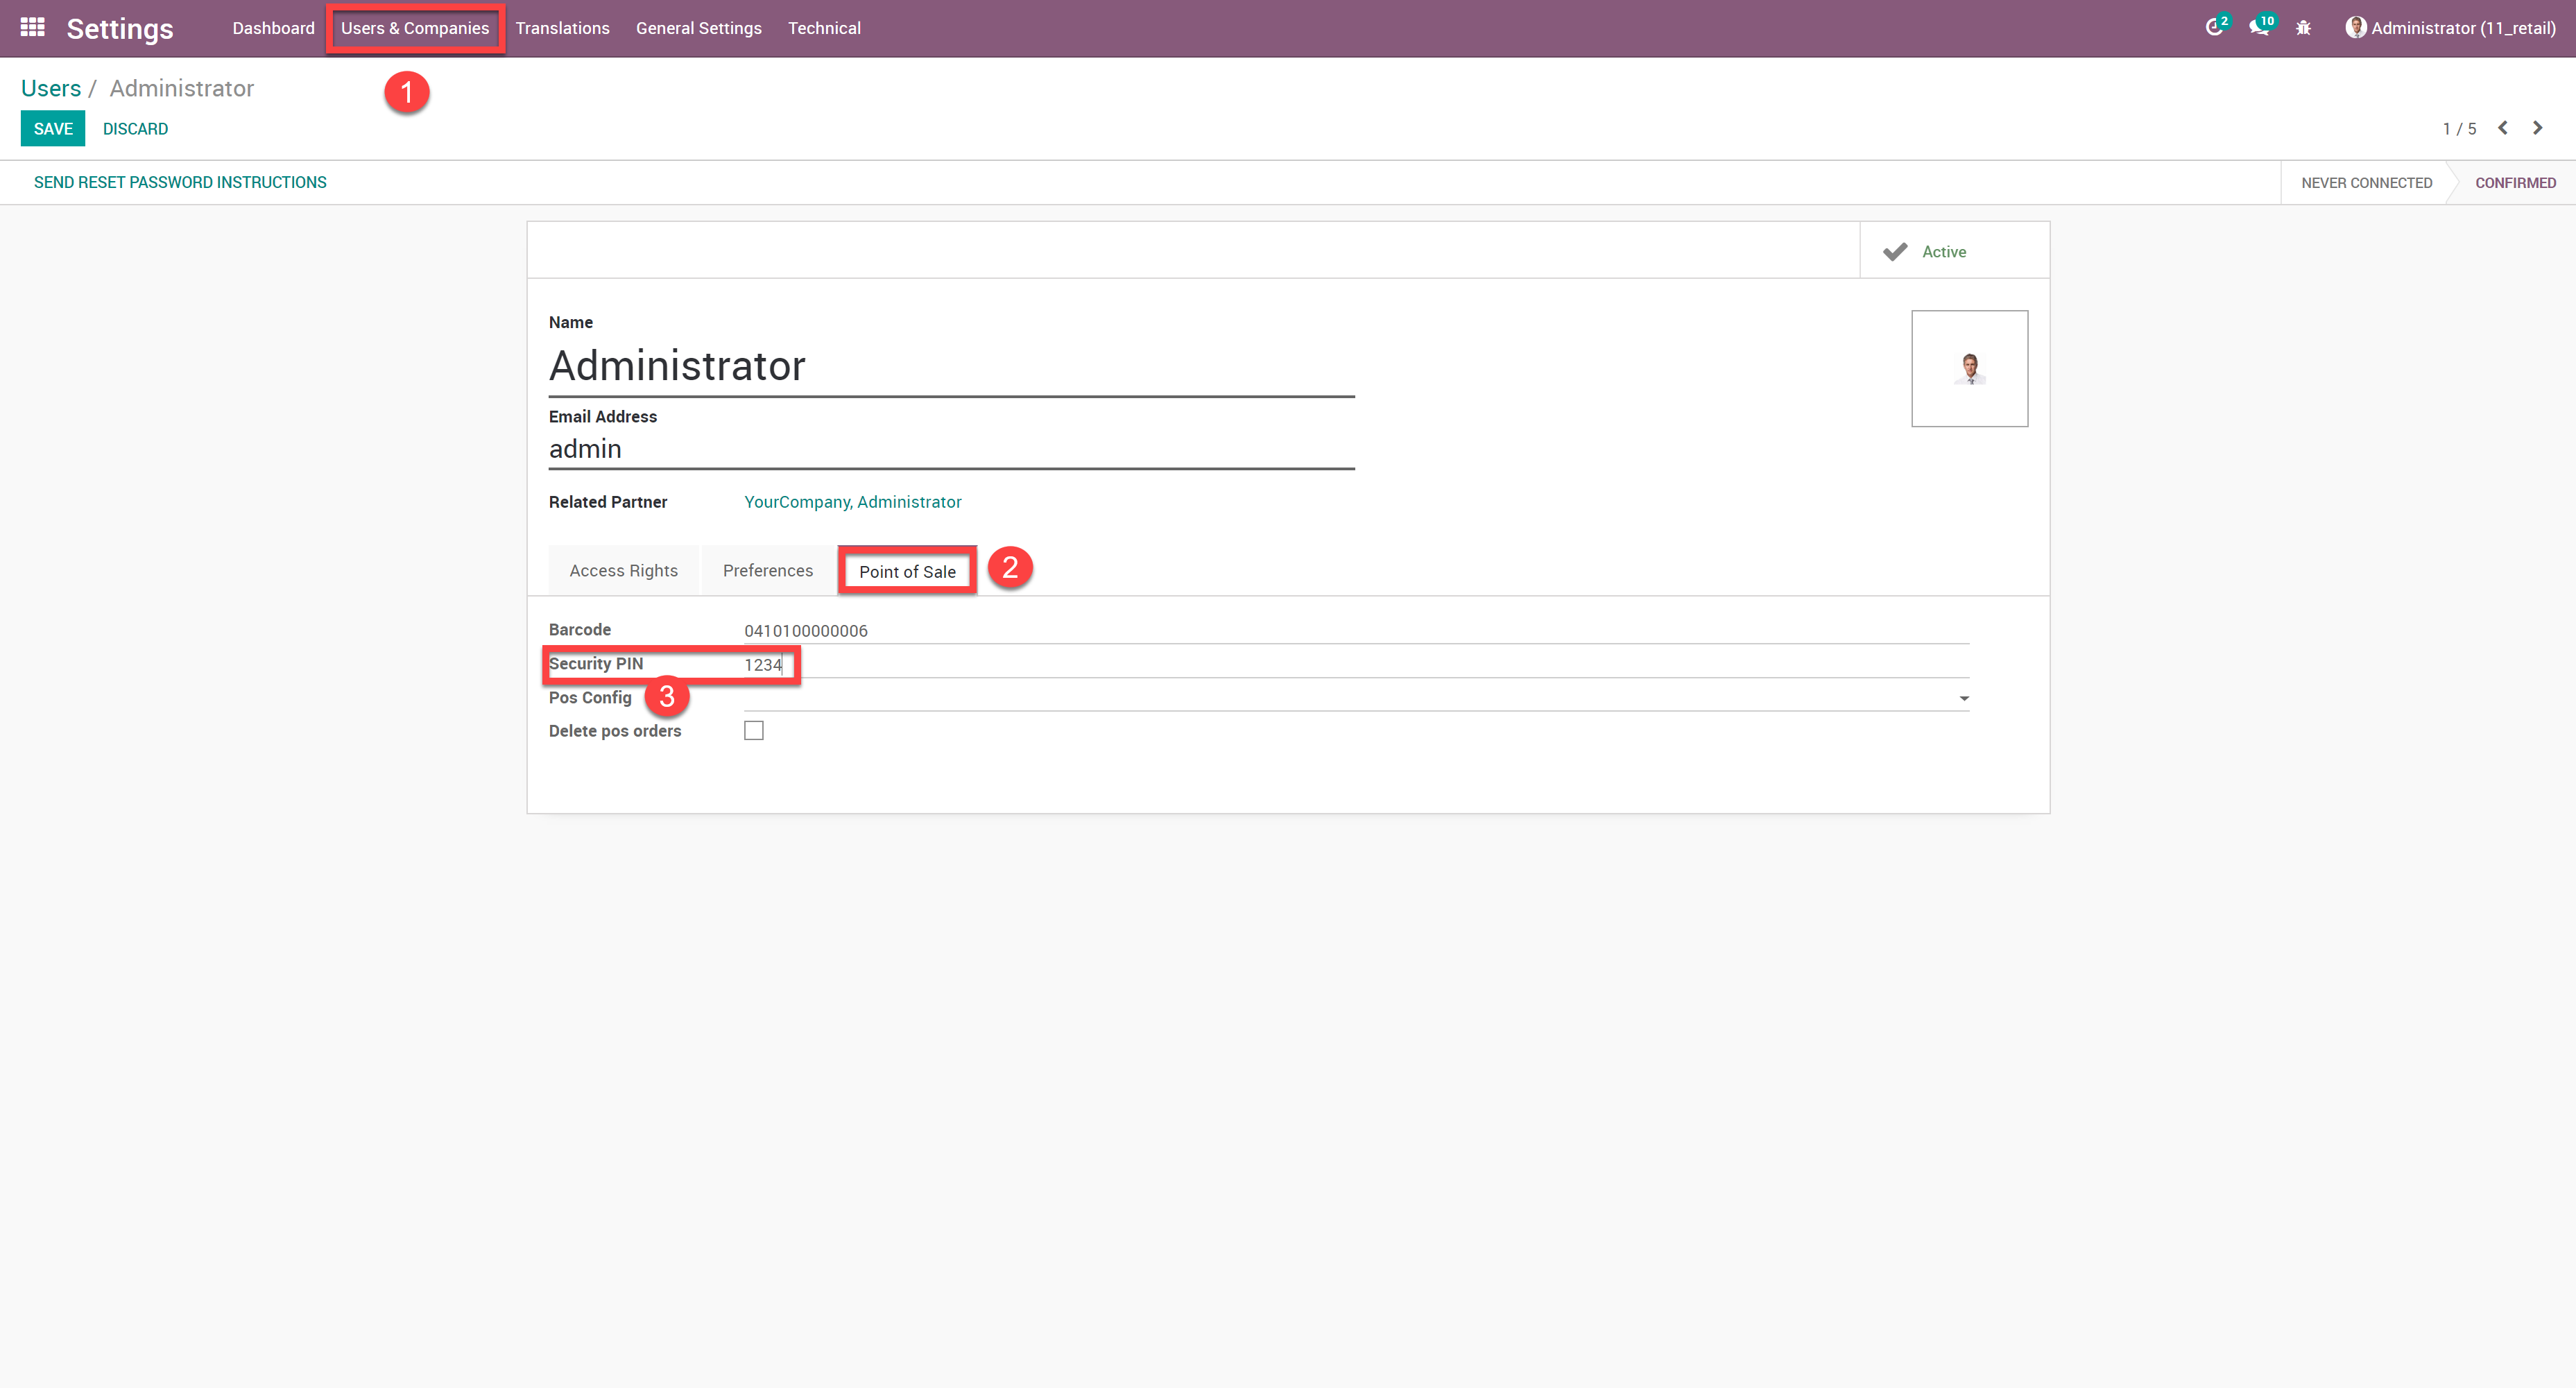 Settings Dashboard Users & Companies Translations General Settings Technical 2 10 Administrator (11_retail)
Users / Administrator
1
SAVE DISCARD 1 / 5
SEND RESET PASSWORD INSTRUCTIONS NEVER CONNECTED CONFIRMED
Active
Name
Administrator
Email Address
admin
Related Partner YourCompany, Administrator
Access Rights Preferences Point of Sale 2
Barcode 0410100000006
Security PIN 1234
Pos Config 3
Delete pos orders